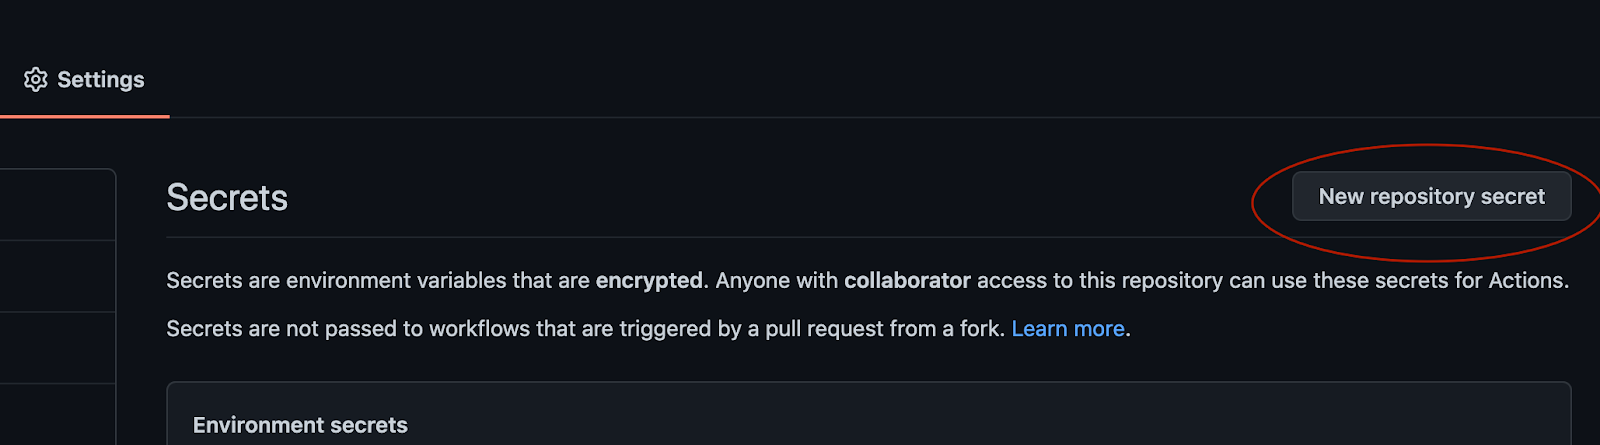 Settings
Secrets
New repository secret
Secrets are environment variables that are encrypted. Anyone with collaborator access to this repository can use these secrets for Actions.
Secrets are not passed to workflows that are triggered by a pull request from a fork. Learn more.
Environment secrets